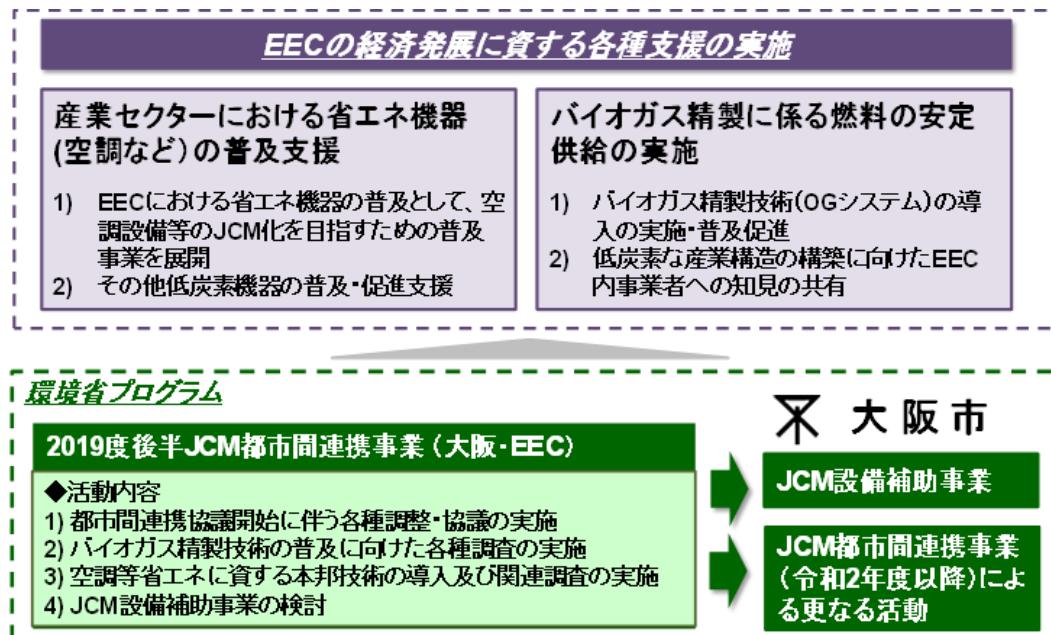 EECの経済発展に資する各種支援の実施
産業セクターにおける省エネ機器
(空調など)の普及支援
1) EECにおける省エネ機器の普及として、空
調設備等のJCM化を目指すための普及
事業を展開
2) その他低炭素機器の普及・促進支援
バイオガス精製に係る燃料の安定
供給の実施
1) バイオガス精製技術(OGシステム)の導
入の実施・普及促進
2) 低炭素な産業構造の構築に向けたEEC
内事業者への知見の共有
環境省プログラム
2019度後半JCM都市間連携事業(大阪・EEC)
◆活動内容
1) 都市間連携協議開始に伴う各種調整・協議の実施
2) バイオガス精製技術の普及に向けた各種調査の実施
3) 空調等省エネに資する本邦技術の導入及び関連調査の実施
4) JCM設備補助事業の検討
大阪市
JCM設備補助事業
JCM都市間連携事業
(令和2年度以降)によ
る更なる活動